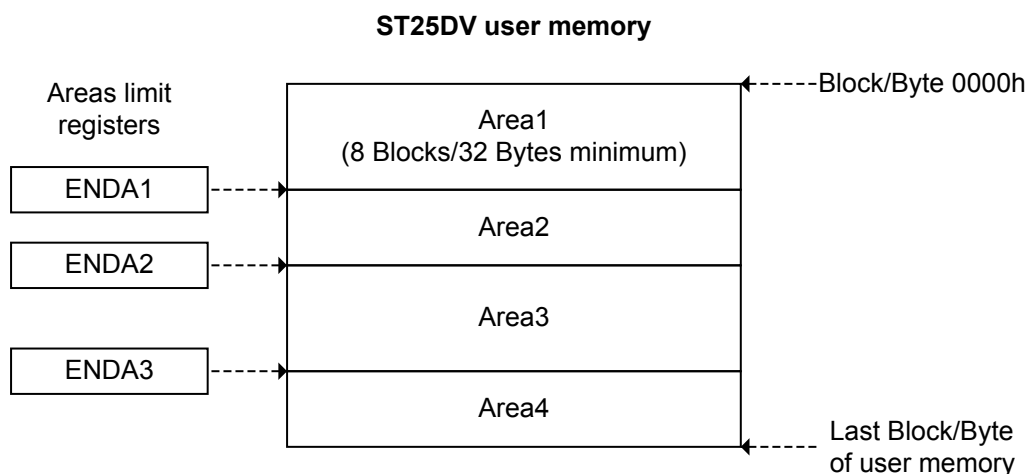 ST25DV user memory
Areas limit
registers
Block/Byte 0000h
Area1
(8 Blocks/32 Bytes minimum)
ENDA1
Area2
ENDA2
Area3
ENDA3
Area4
Last Block/Byte
of user memory